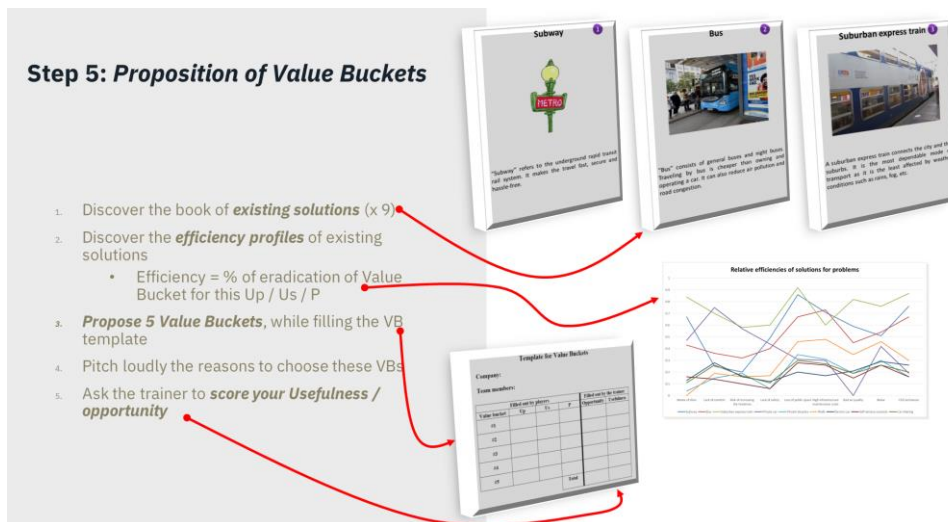 Step 5: Proposition of Value Buckets
1. Discover the book of existing solutions (x 9)
2. Discover the efficiency profiles of existing
solutions
• Efficiency = % of eradication of Value
Bucket for this Up / Us / P
3. Propose 5 Value Buckets, while filling the VB
template
4. Pitch loudly the reasons to choose these VBs
5. Ask the trainer to score your Usefulness /
opportunity
Subway
1
METRO
"Subway" refers to the underground rapid transit
rail system. It makes the travel fast, secure and
hassle-free.
Bus
2
"Bus" consists of general buses and night buses.
Traveling by bus is cheaper than owning and
operating a car. It can also reduce air pollution and
road congestion.
Suburban express train
3
A suburban express train connects the city and the
suburbs. It is the most dependable mode
transport as it is the least affected by
conditions such as rains, fog, etc.
Relative efficiencies of solutions for problems
Template for Value Buckets
Company:
Team members:
Filled out by players
Filled out by the trainer
Value bucket
Up
Us
P
Opportunity
Usefulness
#1
#2
#3
#4
#5
Total